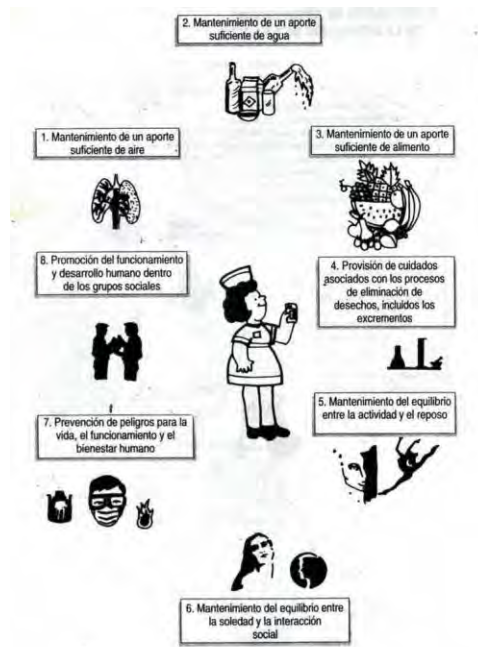 2. Mantenimiento de un aporte
suficiente de agua
1. Mantenimiento de un aporte
suficiente de aire
3. Mantenimiento de un aporte
suficiente de alimento
8. Promoción del funcionamiento
y desarrollo humano dentro
de los grupos sociales
4. Provisión de cuidados
asociados con los procesos
de eliminación de
desechos, incluidos los
excrementos
5. Mantenimiento del equilibrio
entre la actividad y el reposo
7. Prevención de peligros para la
vida, el funcionamiento y el
bienestar humano
6. Mantenimiento del equilibrio entre
la soledad y la interacción
social